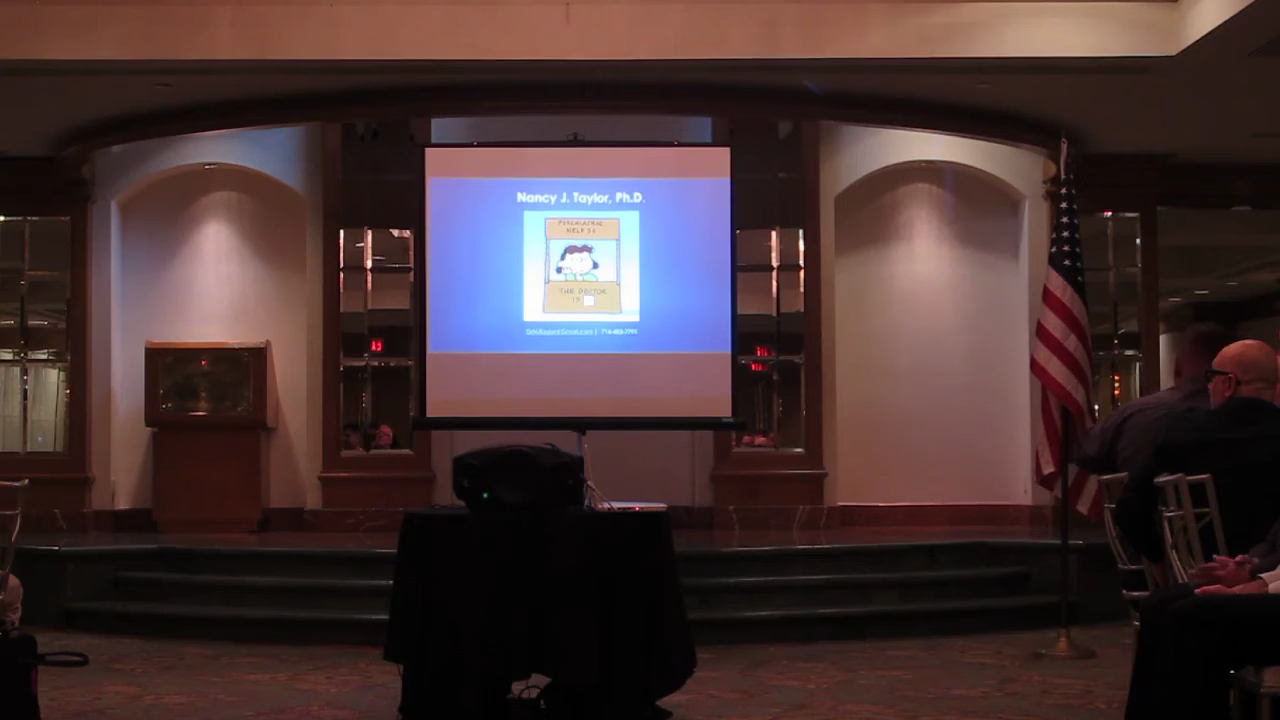 Nancy J. Taylor, Ph.D.
PSYCHIATRIC
HELP 5¢
THE DOCTOR
IS